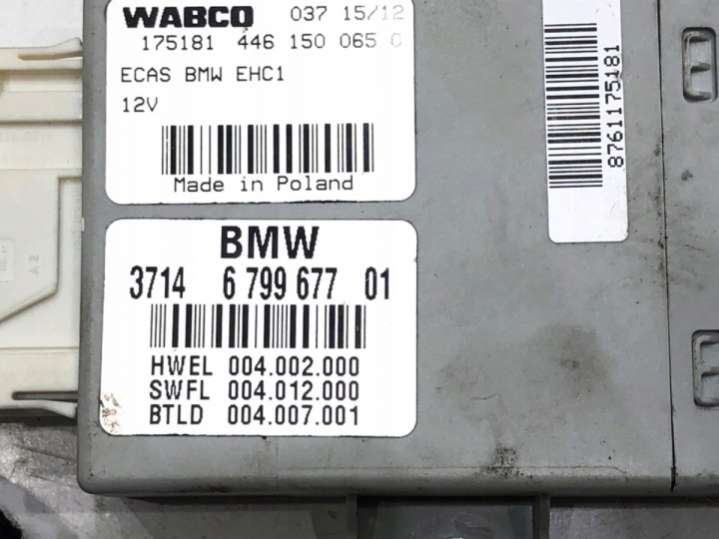 WABCO 037 15/12
175181 446 150 065 0
ECAS BMW EHC1
12V
Made in Poland
8761175181
BMW
3714 6 799 677 01
HWEL 004.002.000
SWFL 004.012.000
BTLD 004.007.001